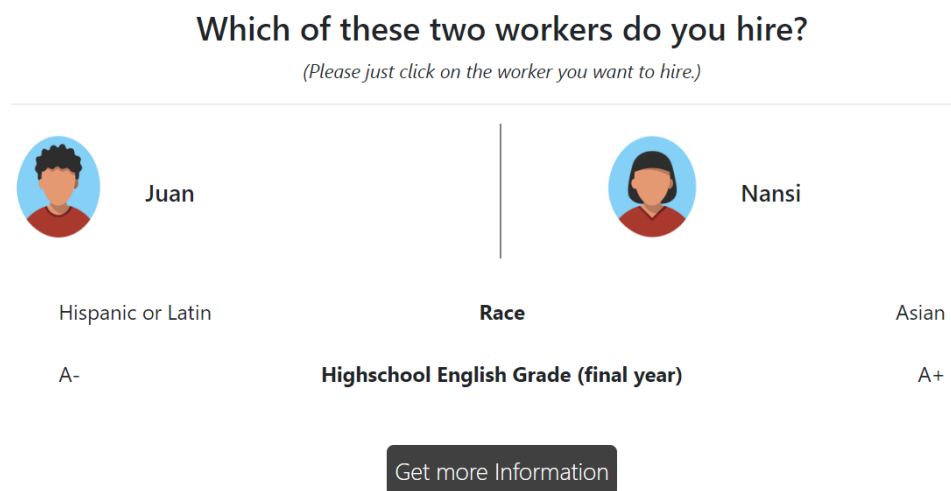 Which of these two workers do you hire?
(Please just click on the worker you want to hire.)
Juan
Nansi
Hispanic or Latin Race Asian
A- Highschool English Grade (final year) A+
Get more Information